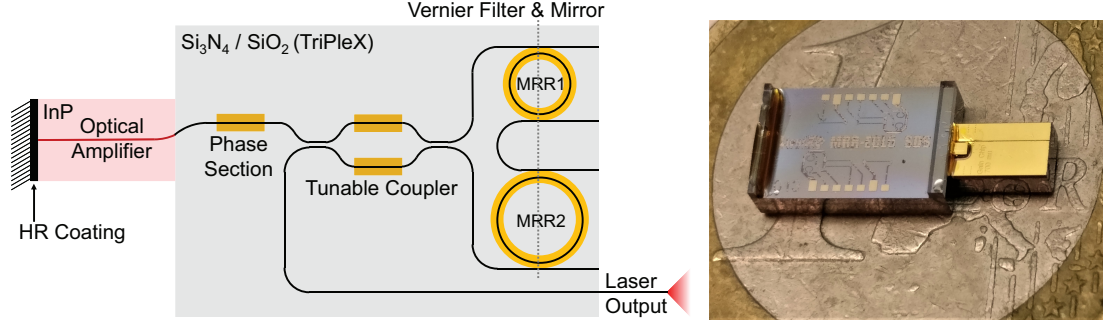 Vernier Filter & Mirror
Si₃N₄ / SiO₂ (TriPleX)
InP
Optical
Amplifier
Phase
Section
Tunable Coupler
MRR1
MRR2
HR Coating
Laser
Output